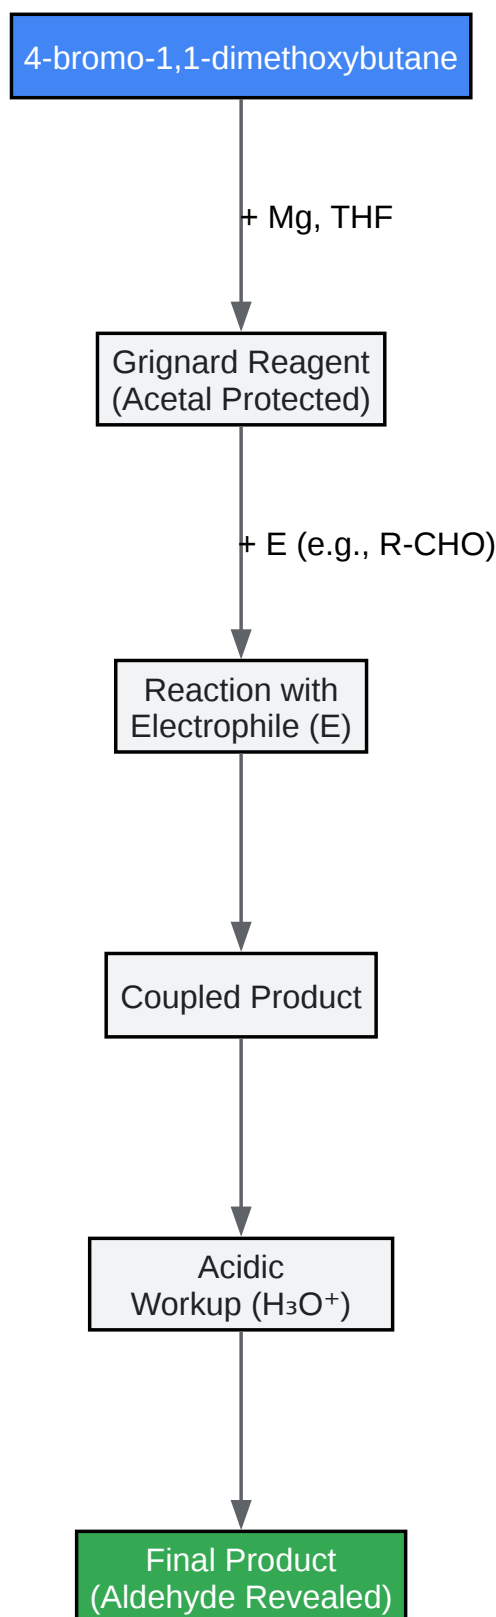 4-bromo-1,1-dimethoxybutane
+ Mg, THF
Grignard Reagent
(Acetal Protected)
+ E (e.g., R-CHO)
Reaction with
Electrophile (E)
Coupled Product
Acidic
Workup (H₃O⁺)
Final Product
(Aldehyde Revealed)